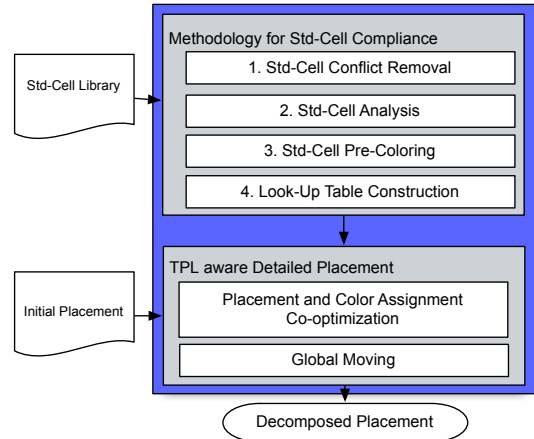 Methodology for Std-Cell Compliance
1. Std-Cell Conflict Removal
Std-Cell Library
2. Std-Cell Analysis
3. Std-Cell Pre-Coloring
4. Look-Up Table Construction
TPL aware Detailed Placement
Placement and Color Assignment
Co-optimization
Initial Placement
Global Moving
Decomposed Placement